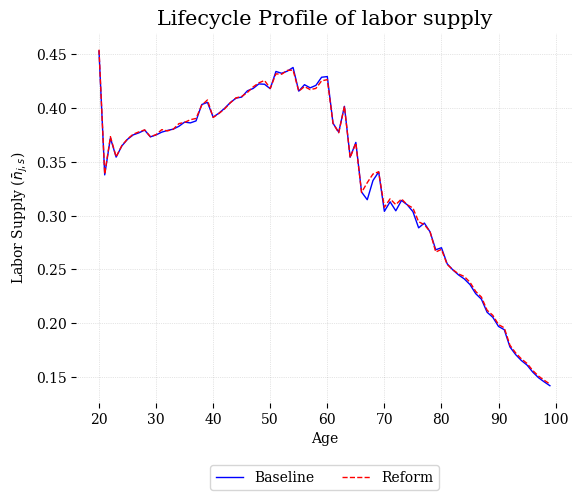 Lifecycle Profile of labor supply
Labor Supply ($\bar{n}_{j,s}$)
0.45
0.40
0.35
0.30
0.25
0.20
0.15
20 30 40 50 60 70 80 90 100
Age
Baseline Reform